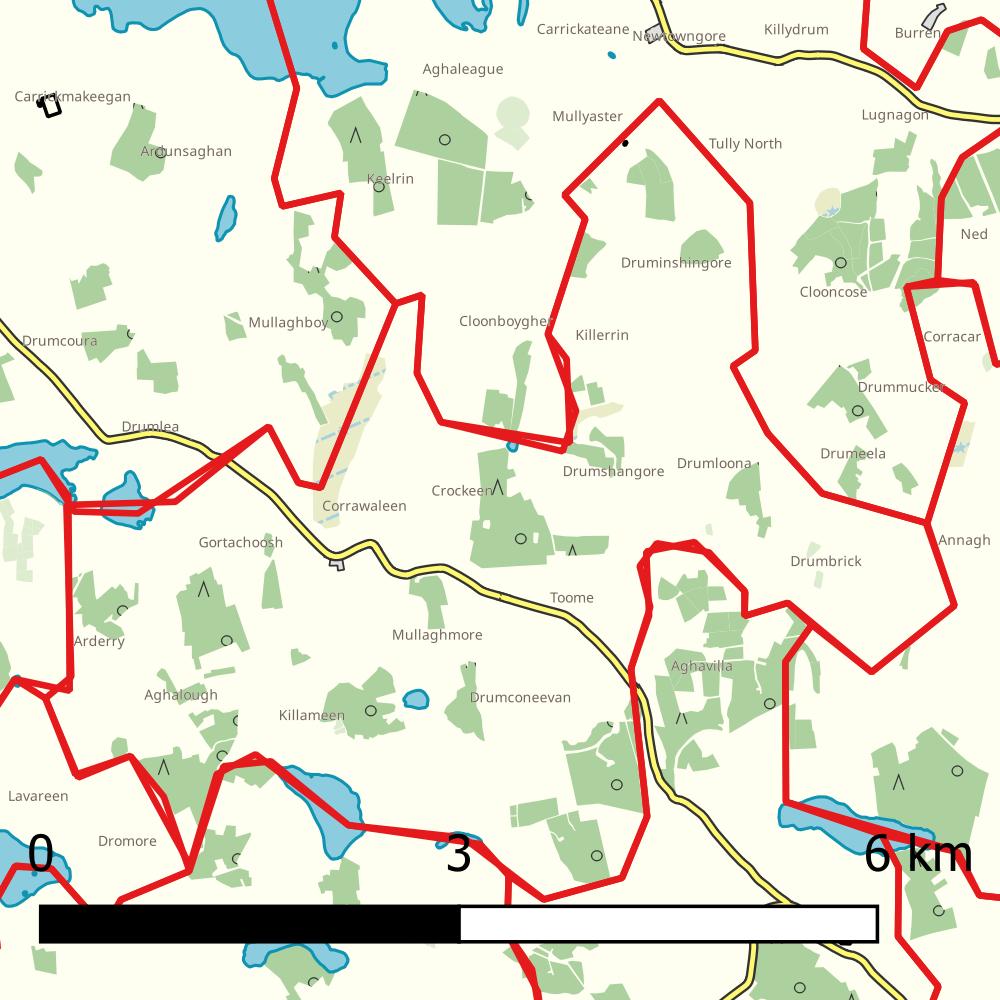 Carrickateane
Newtowngore
Killydrum
Burren
Aghaleague
Carrickmakeegan
Mullyaster
Lugnagon
Tully North
Ardunsaghan
Keelrin
Ned
Druminshingore
Clooncose
Mullaghboy
Cloonboygher
Killerrin
Corracar
Drumcoura
Drummucker
Drumlea
Drumeela
Drumshangore
Drumloona
Crockeen
Corrawaleen
Gortachoosh
Annagh
Drumbrick
Toome
Arderry
Mullaghmore
Aghavilla
Aghalough
Drumconeevan
Killameen
Lavareen
Dromore
0 3 6 km